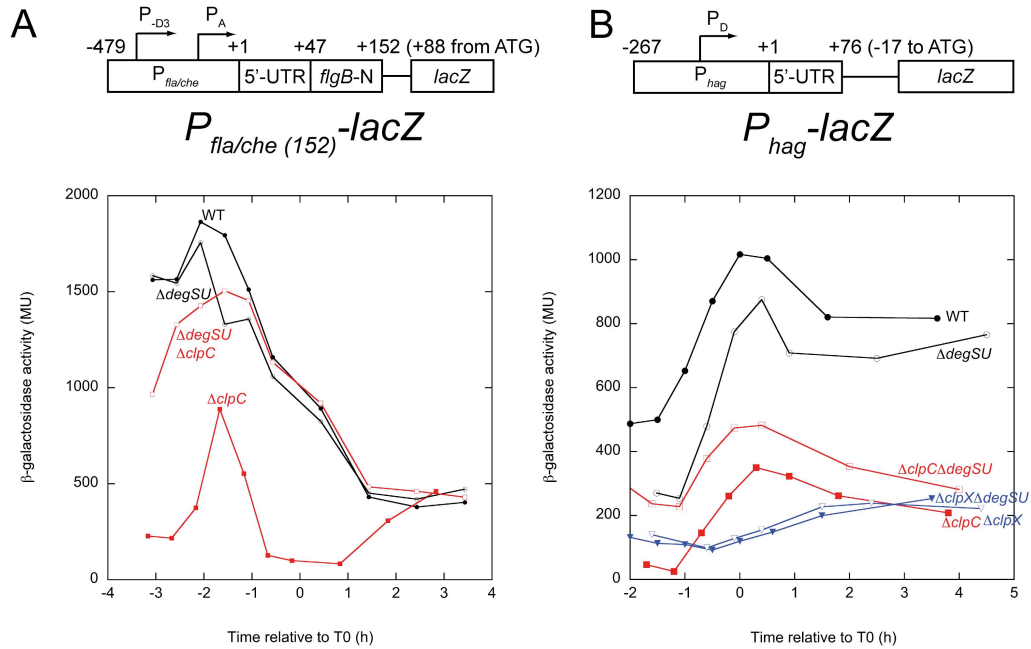 A
P-D3
PA
-479
+1
+47
+152 (+88 from ATG)
Pfla/che
5'-UTR
flgB-N
lacZ
Pfla/che (152)-lacZ
2000
1500
1000
500
0
β-galactosidase activity (MU)
WT
ΔdegSU
ΔdegSU
ΔclpC
ΔclpC
-4
-3
-2
-1
0
1
2
3
4
Time relative to T0 (h)
B
PD
-267
+1
+76 (-17 to ATG)
Phag
5'-UTR
lacZ
Phag-lacZ
1200
1000
800
600
400
200
0
β-galactosidase activity (MU)
WT
ΔdegSU
ΔclpCΔdegSU
ΔclpXΔdegSU
ΔclpC
ΔclpX
-2
-1
0
1
2
3
4
5
Time relative to T0 (h)